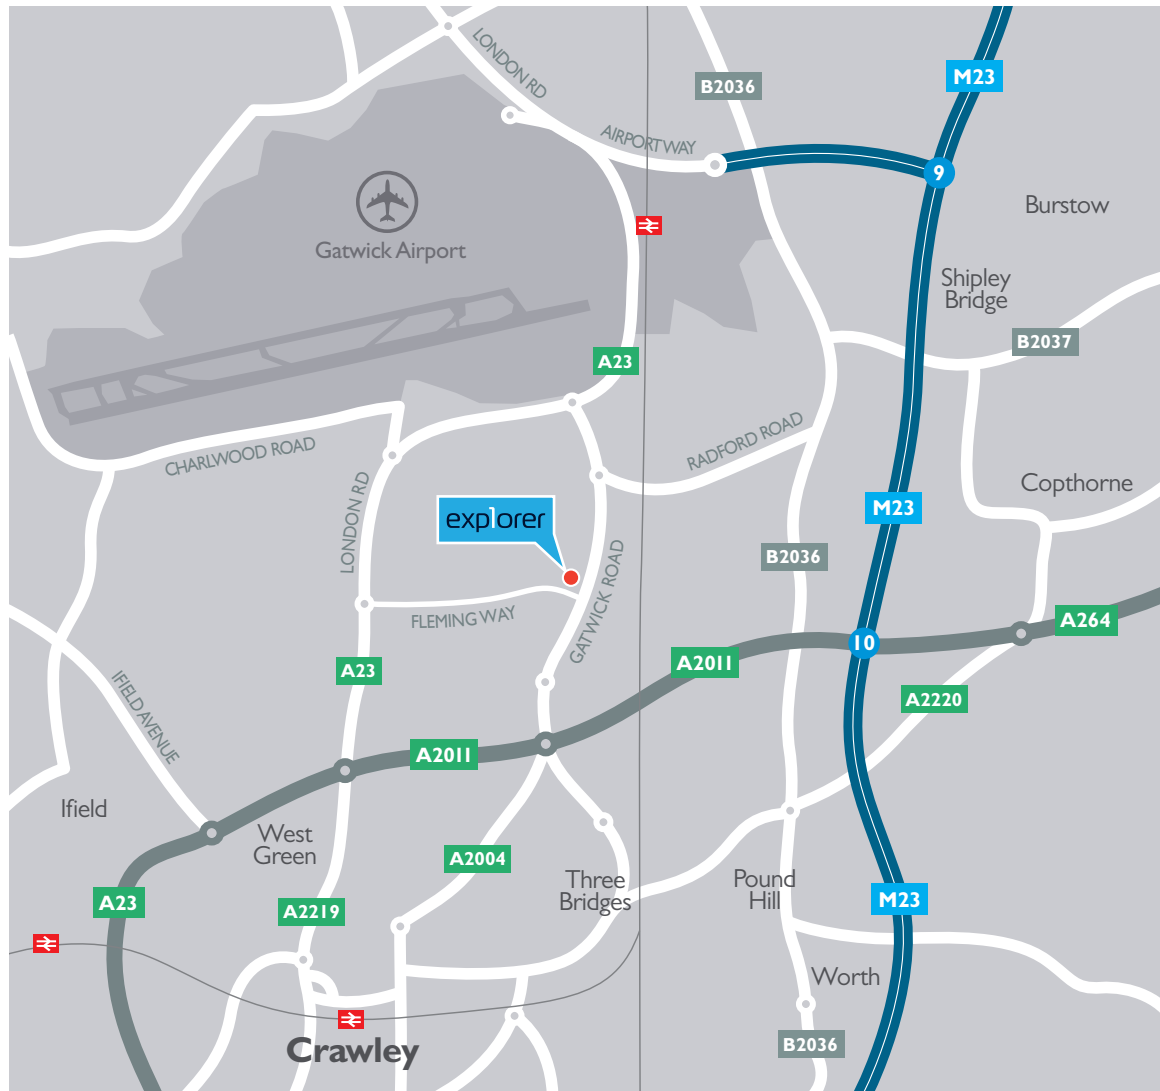 LONDON RD
M23
B2036
AIRPORT WAY
9
Burstow
Gatwick Airport
Shipley
Bridge
B2037
A23
RADFORD ROAD
CHARLWOOD ROAD
Copthorne
LONDON RD
explorer
M23
B2036
GATWICK ROAD
FLEMING WAY
A264
10
A2011
A23
IFIELD AVENUE
A2220
A2011
Ifield
West
Green
A2004
Three
Bridges
Pound
Hill
A23
A2219
M23
Worth
Crawley
B2036